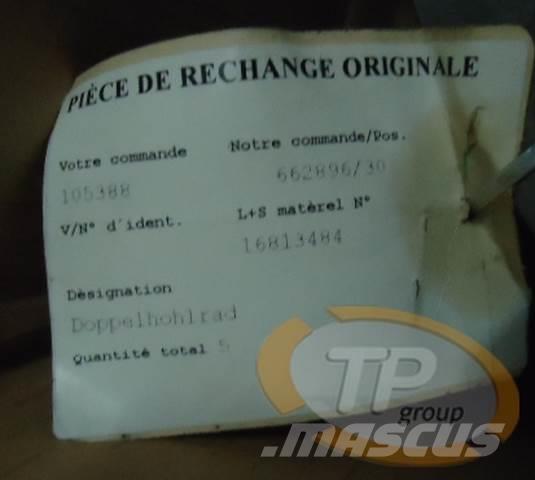 PIÈCE DE RECHANGE ORIGINALE
Votre commande
Notre commande/Pos.
105388
662896/30
V/N° d'ident.
L+S matèrel N°
16813484
Dèsignation
Doppelhohlrad
Quantité total 5
TP
group
.mascus